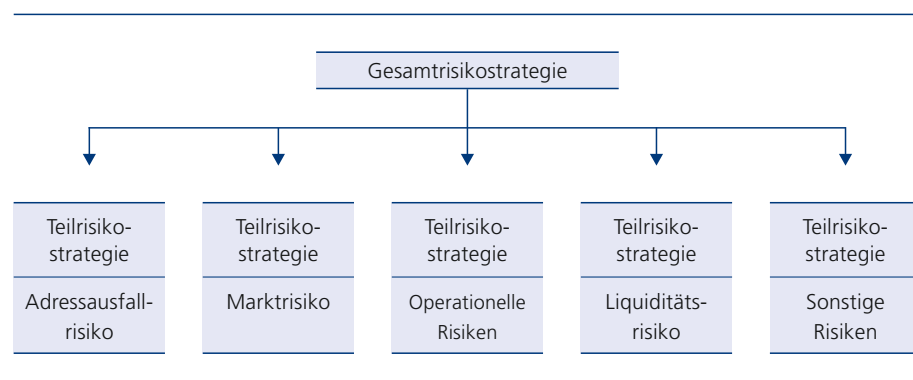 Gesamtrisikostrategie
Teilrisiko-
strategie
Adressausfall-
risiko
Teilrisiko-
strategie
Marktrisiko
Teilrisiko-
strategie
Operationelle
Risiken
Teilrisiko-
strategie
Liquiditäts-
risiko
Teilrisiko-
strategie
Sonstige
Risiken